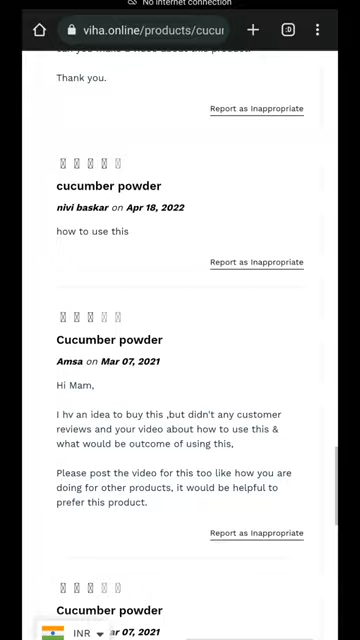 No internet connection
viha.online/products/cucur
:D
Thank you.
Report as Inappropriate
cucumber powder
nivi baskar on Apr 18, 2022
how to use this
Report as Inappropriate
Cucumber powder
Amsa on Mar 07, 2021
Hi Mam,
I hv an idea to buy this ,but didn't any customer
reviews and your video about how to use this &
what would be outcome of using this,
Please post the video for this too like how you are
doing for other products, it would be helpful to
prefer this product.
Report as Inappropriate
Cucumber powder
ar 07, 2021
INR